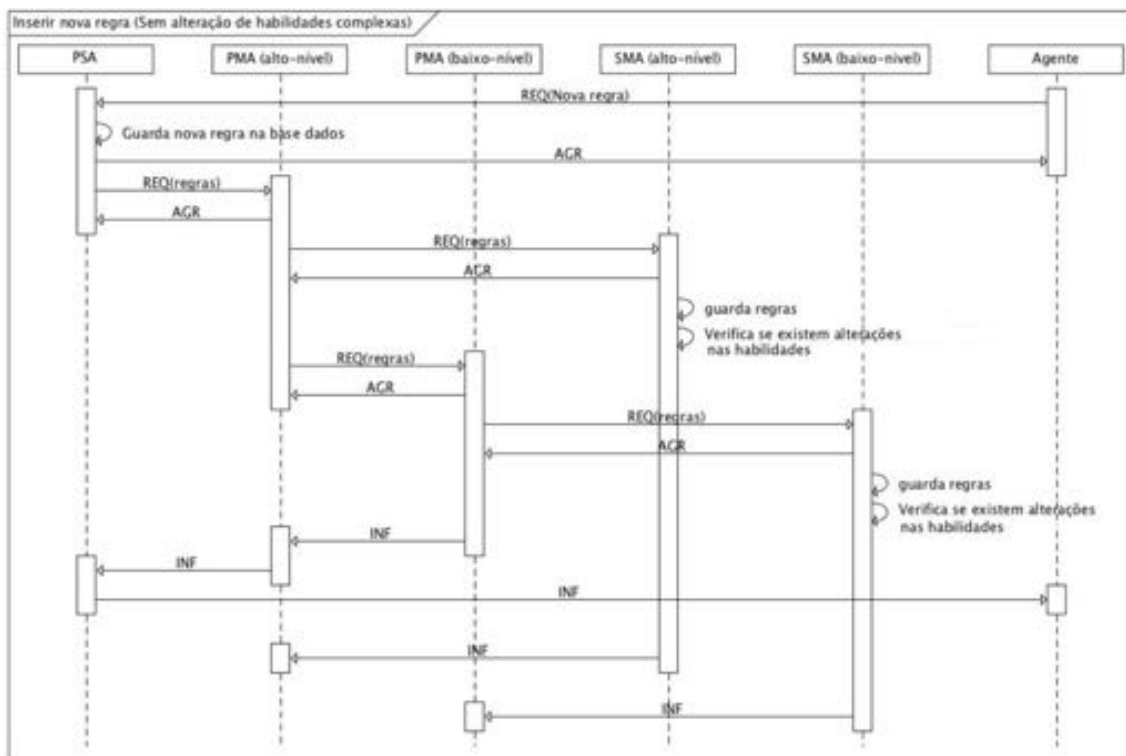 Inserir nova regra (Sem alteração de habilidades complexas)
PSA
PMA (alto-nível)
PMA (baixo-nível)
SMA (alto-nível)
SMA (baixo-nível)
Agente
REQ(Nova regra)
Guarda nova regra na base dados
AGR
REQ(regras)
AGR
REQ(regras)
AGR
guarda regras
Verifica se existem alterações
nas habilidades
REQ(regras)
AGR
REQ(regras)
AGR
guarda regras
Verifica se existem alterações
nas habilidades
INF
INF
INF
INF
INF